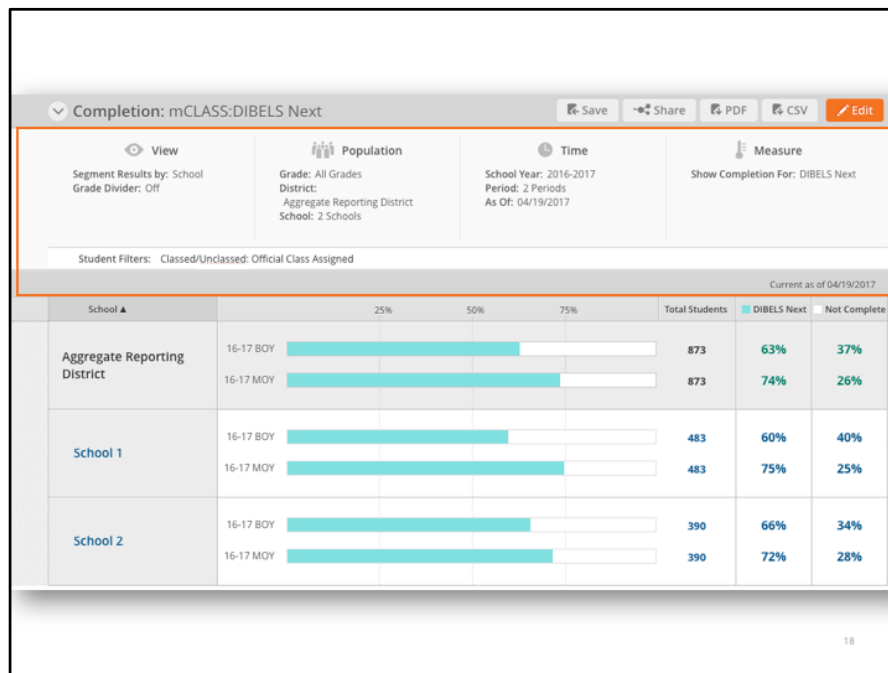 Completion: mCLASS:DIBELS Next
Save
Share
PDF
CSV
Edit
View
Segment Results by: School
Grade Divider: Off
Population
Grade: All Grades
District:
Aggregate Reporting District
School: 2 Schools
Time
School Year: 2016-2017
Period: 2 Periods
As Of: 04/19/2017
Measure
Show Completion For: DIBELS Next
Student Filters: Classed/Unclassed: Official Class Assigned
Current as of 04/19/2017
School ▲ 25% 50% 75% Total Students DIBELS Next Not Complete
Aggregate Reporting
District
16-17 BOY 873 63% 37%
16-17 MOY 873 74% 26%
School 1
16-17 BOY 483 60% 40%
16-17 MOY 483 75% 25%
School 2
16-17 BOY 390 66% 34%
16-17 MOY 390 72% 28%
18